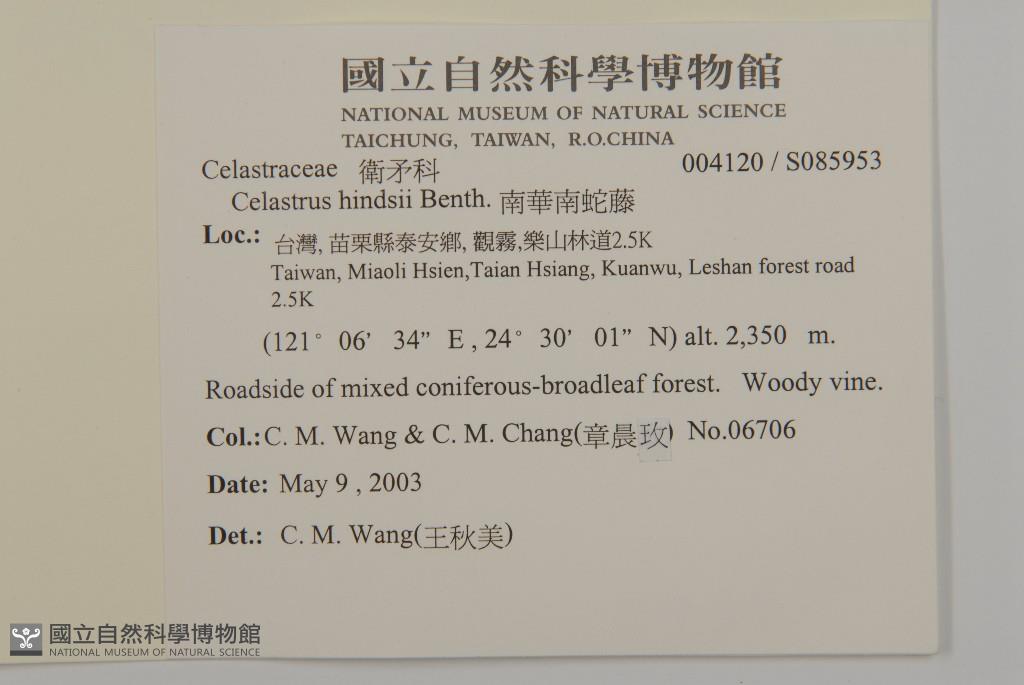 國立自然科學博物館
NATIONAL MUSEUM OF NATURAL SCIENCE
TAICHUNG, TAIWAN, R.O.CHINA
Celastraceae 衛矛科 004120 / S085953
Celastrus hindsii Benth. 南華南蛇藤
Loc.: 台灣, 苗栗縣泰安鄉, 觀霧,樂山林道2.5K
Taiwan, Miaoli Hsien,Taian Hsiang, Kuanwu, Leshan forest road
2.5K
(121° 06’ 34” E , 24° 30’ 01” N) alt. 2,350 m.
Roadside of mixed coniferous-broadleaf forest. Woody vine.
Col.: C. M. Wang & C. M. Chang(章晨玫) No.06706
Date: May 9 , 2003
Det.: C. M. Wang(王秋美)
國立自然科學博物館
NATIONAL MUSEUM OF NATURAL SCIENCE